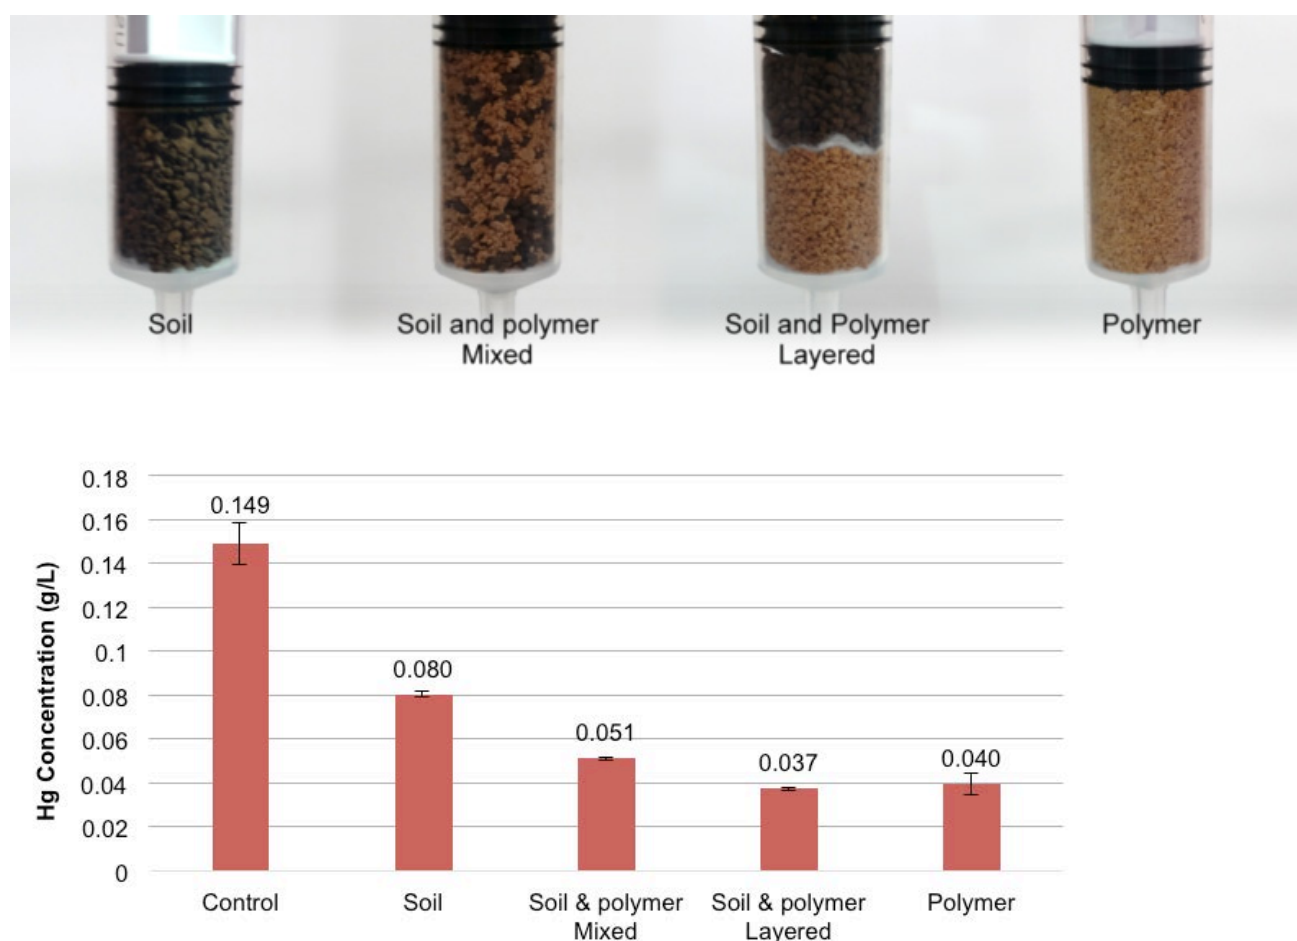 Soil
Soil and polymer
Mixed
Soil and Polymer
Layered
Polymer
0.18
0.16
0.14
0.12
0.1
0.08
0.06
0.04
0.02
0
Hg Concentration (g/L)
0.149
0.080
0.051
0.037
0.040
Control
Soil
Soil & polymer
Mixed
Soil & polymer
Layered
Polymer